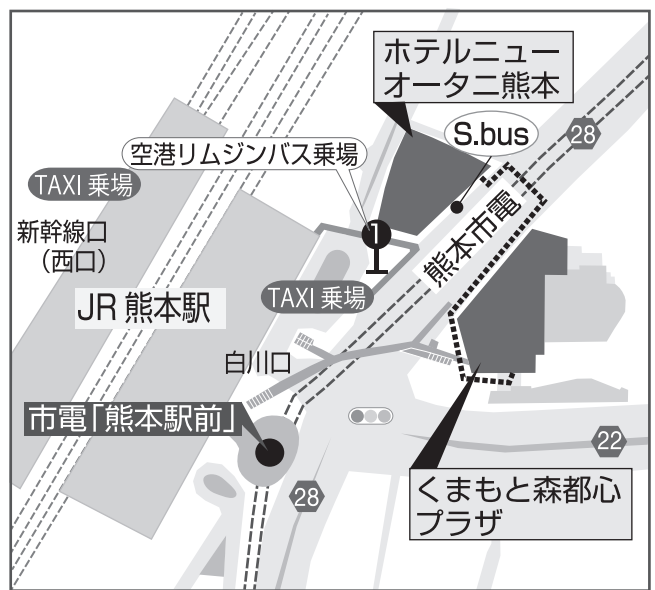 ホテルニュー
オータニ熊本
S.bus
28
空港リムジンバス乗場
TAXI 乗場
1
新幹線口
（西口）
熊本市電
TAXI 乗場
JR 熊本駅
白川口
市電「熊本駅前」
22
28
くまもと森都心
プラザ